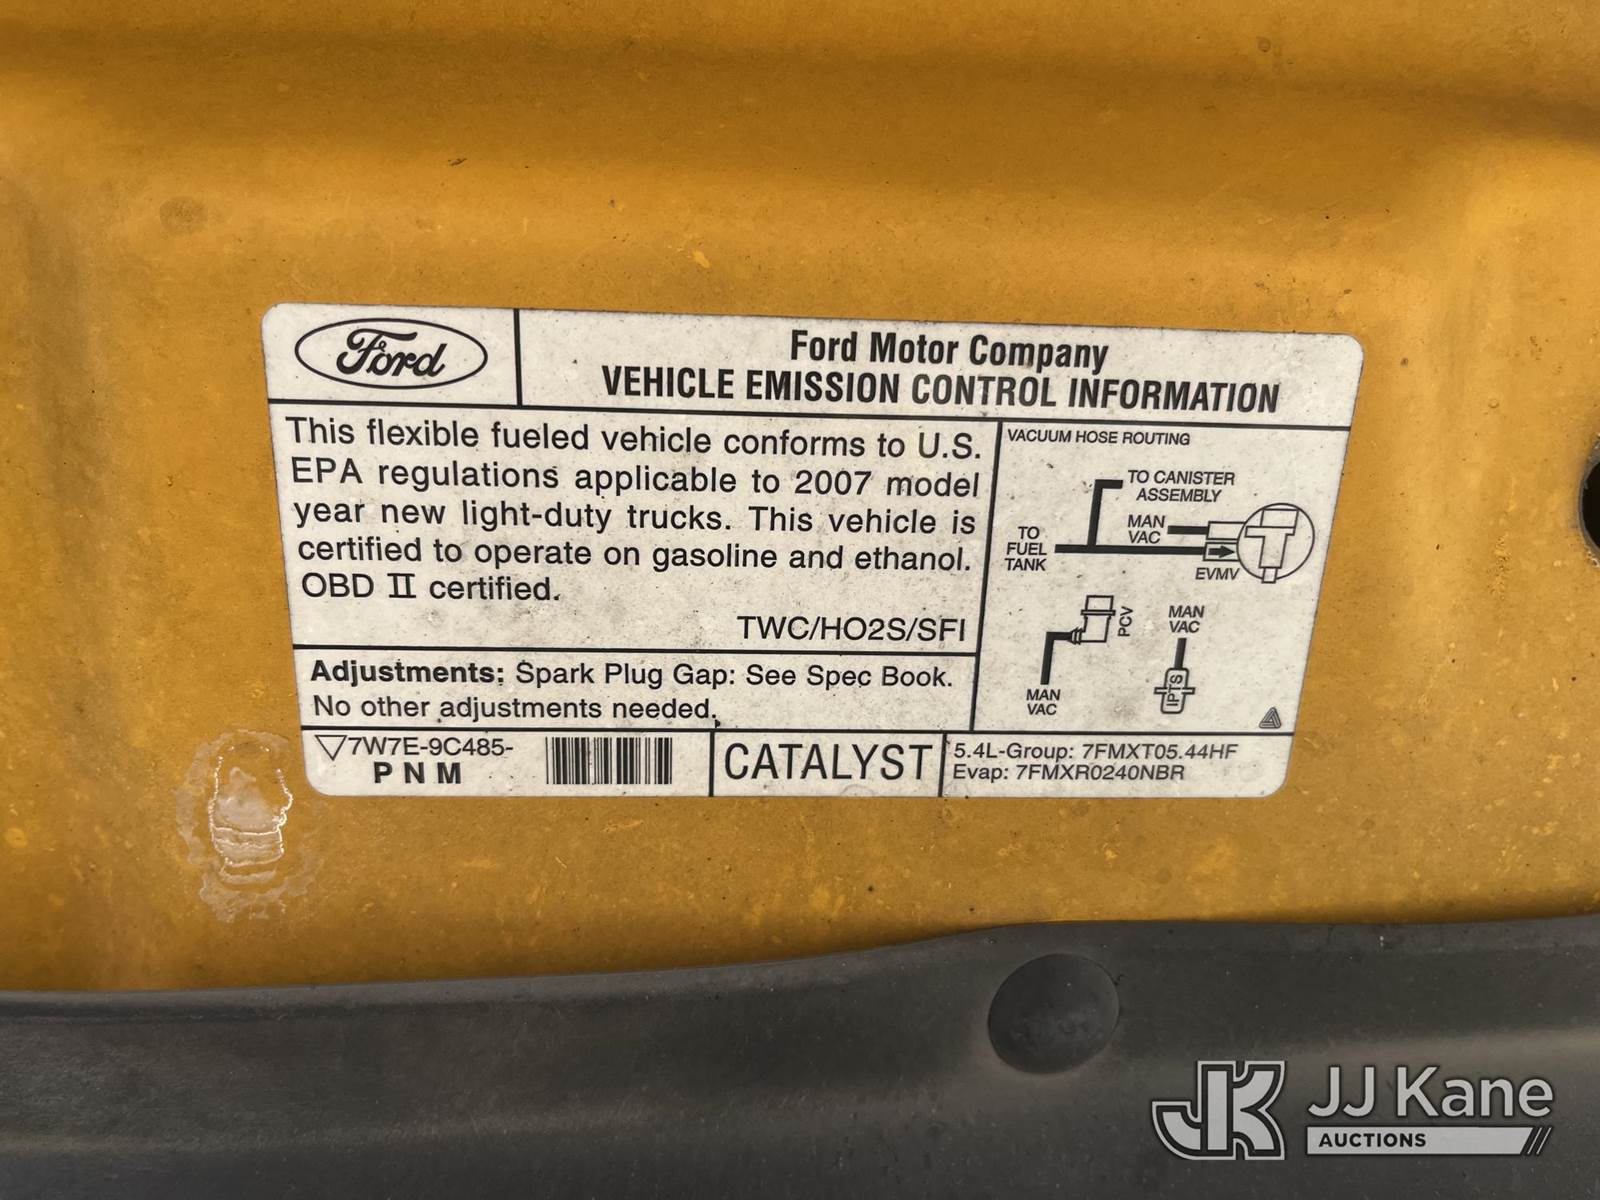 Ford
Ford Motor Company
VEHICLE EMISSION CONTROL INFORMATION
This flexible fueled vehicle conforms to U.S.
EPA regulations applicable to 2007 model
year new light-duty trucks. This vehicle is
certified to operate on gasoline and ethanol.
OBD II certified.
TWC/HO2S/SFI
Adjustments: Spark Plug Gap: See Spec Book.
No other adjustments needed.
VACUUM HOSE ROUTING
TO CANISTER
ASSEMBLY
MAN
VAC
TO
FUEL
TANK
EVMV
PCV
MAN
VAC
MAN
VAC
IPTS
7W7E-9C485-
P N M
CATALYST
5.4L-Group: 7FMXT05.44HF
Evap: 7FMXR0240NBR
JK JJ Kane
AUCTIONS